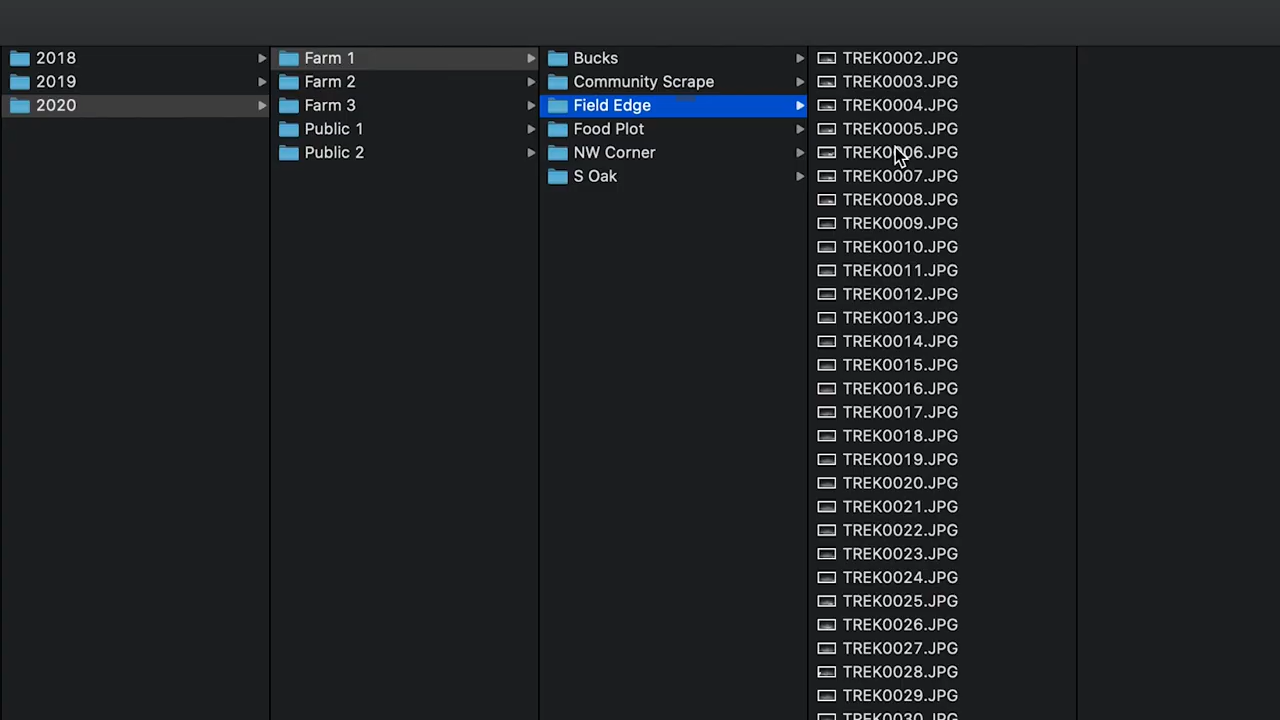 2018
2019
2020
Farm 1
Farm 2
Farm 3
Public 1
Public 2
Bucks
Community Scrape
Field Edge
Food Plot
NW Corner
S Oak
TREK0002.JPG
TREK0003.JPG
TREK0004.JPG
TREK0005.JPG
TREK0006.JPG
TREK0007.JPG
TREK0008.JPG
TREK0009.JPG
TREK0010.JPG
TREK0011.JPG
TREK0012.JPG
TREK0013.JPG
TREK0014.JPG
TREK0015.JPG
TREK0016.JPG
TREK0017.JPG
TREK0018.JPG
TREK0019.JPG
TREK0020.JPG
TREK0021.JPG
TREK0022.JPG
TREK0023.JPG
TREK0024.JPG
TREK0025.JPG
TREK0026.JPG
TREK0027.JPG
TREK0028.JPG
TREK0029.JPG
TREK0030.JPG